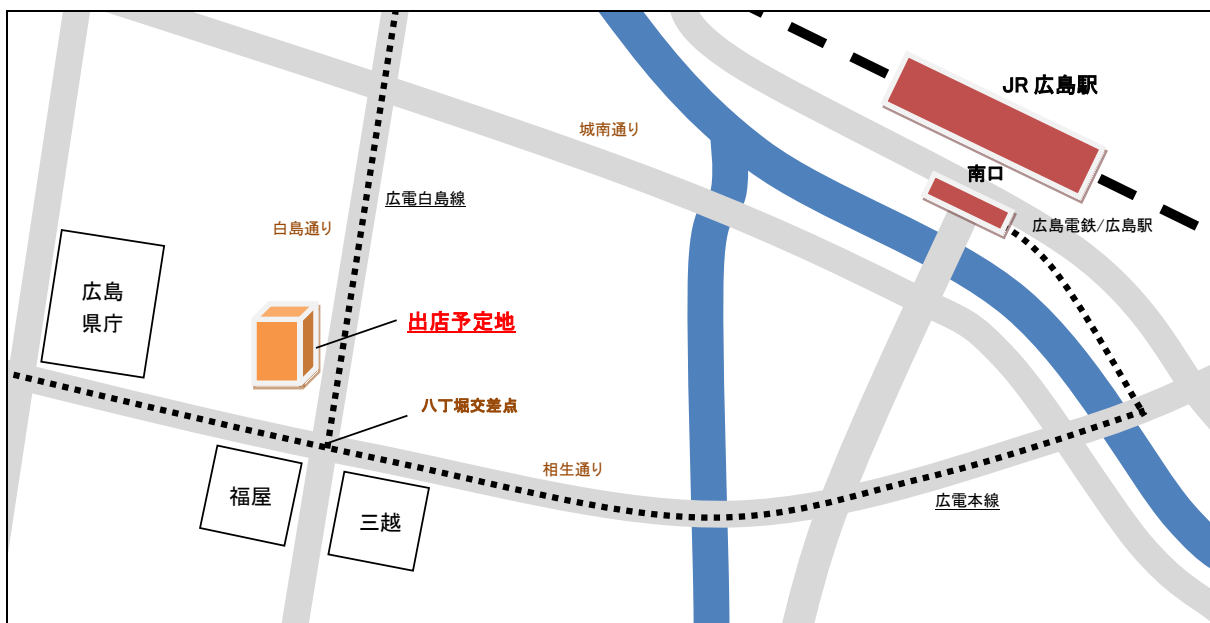 JR 広島駅
城南通り
南口
広電白島線
白島通り
広島電鉄/広島駅
広島
県庁
出店予定地
八丁堀交差点
相生通り
福屋
広電本線
三越